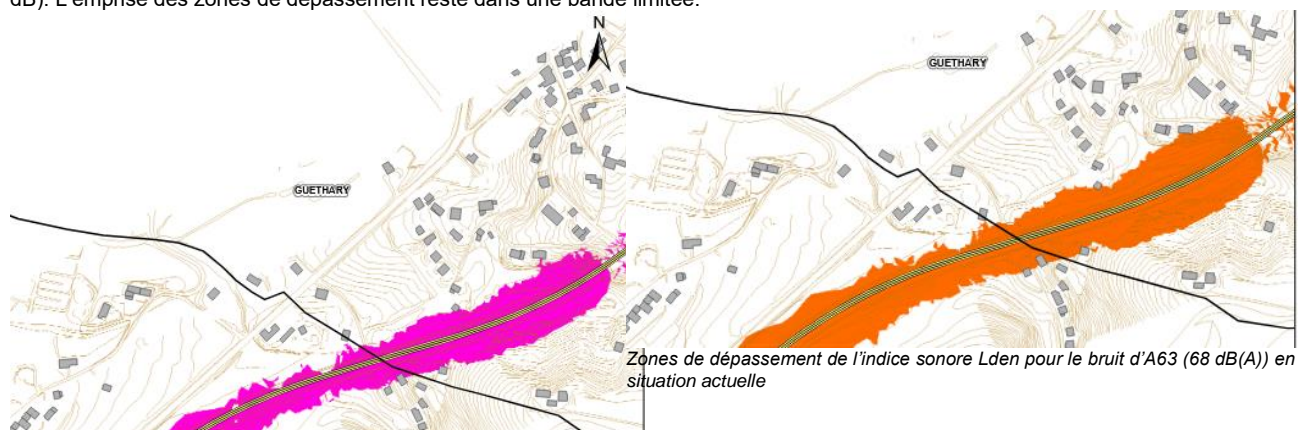 dB). L'emprise des zones de dépassement reste dans une bande limitée.
N
GUETHARY
GUETHARY
Zones de dépassement de l'indice sonore Lden pour le bruit d'A63 (68 dB(A)) en
situation actuelle